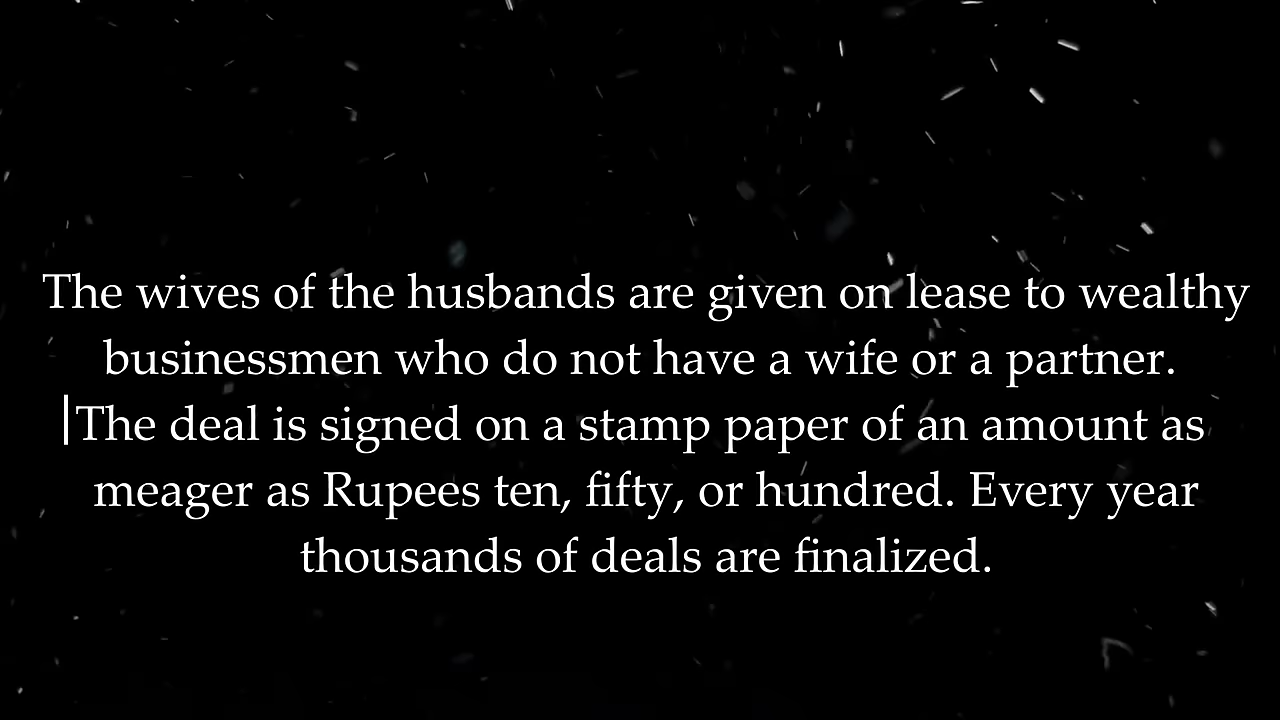 The wives of the husbands are given on lease to wealthy
businessmen who do not have a wife or a partner.
The deal is signed on a stamp paper of an amount as
meager as Rupees ten, fifty, or hundred. Every year
thousands of deals are finalized.